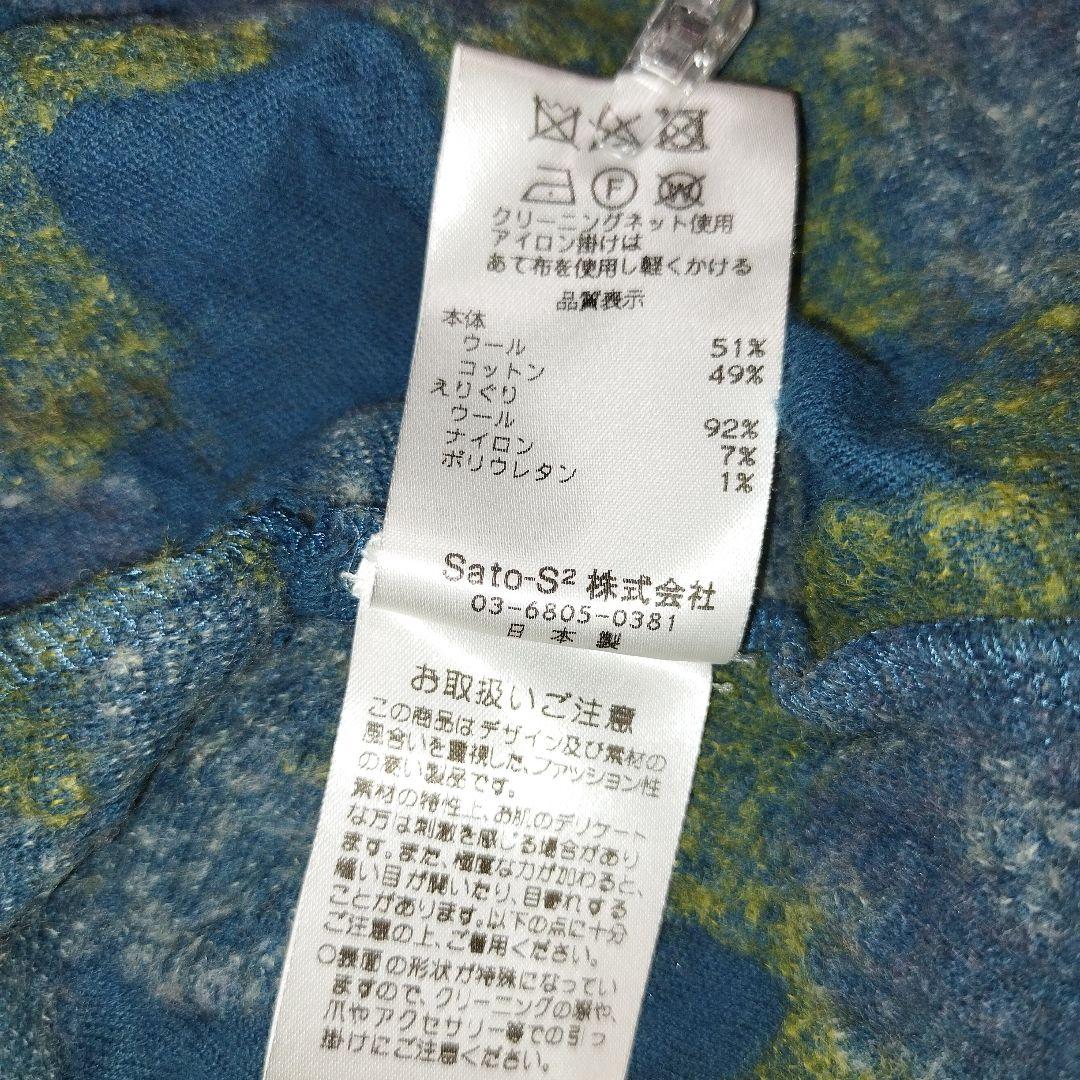 F W
クリーニングネット使用
アイロン掛けは
あて布を使用し軽くかける
品質表示
本体
ウール 51%
コットン 49%
えりぐり
ウール 92%
ナイロン 7%
ポリウレタン 1%
Sato-S² 株式会社
03-6805-0381
日本製
お取扱いご注意
この商品はデザイン及び素材の
風合いを重視した、ファッション性
の高い製品です。
素材の特性上、お肌のデリケート
な方は刺激を感じる場合があり
ます。また、極度な力が加わると、
縫い目が開いたり、目寄れする
ことがあります。以下の点に十分
ご注意の上、ご着用ください。
○表面の形状が特殊になってい
ますので、クリーニングの際や、
爪やアクセサリー等での引っ
掛けにご注意ください。